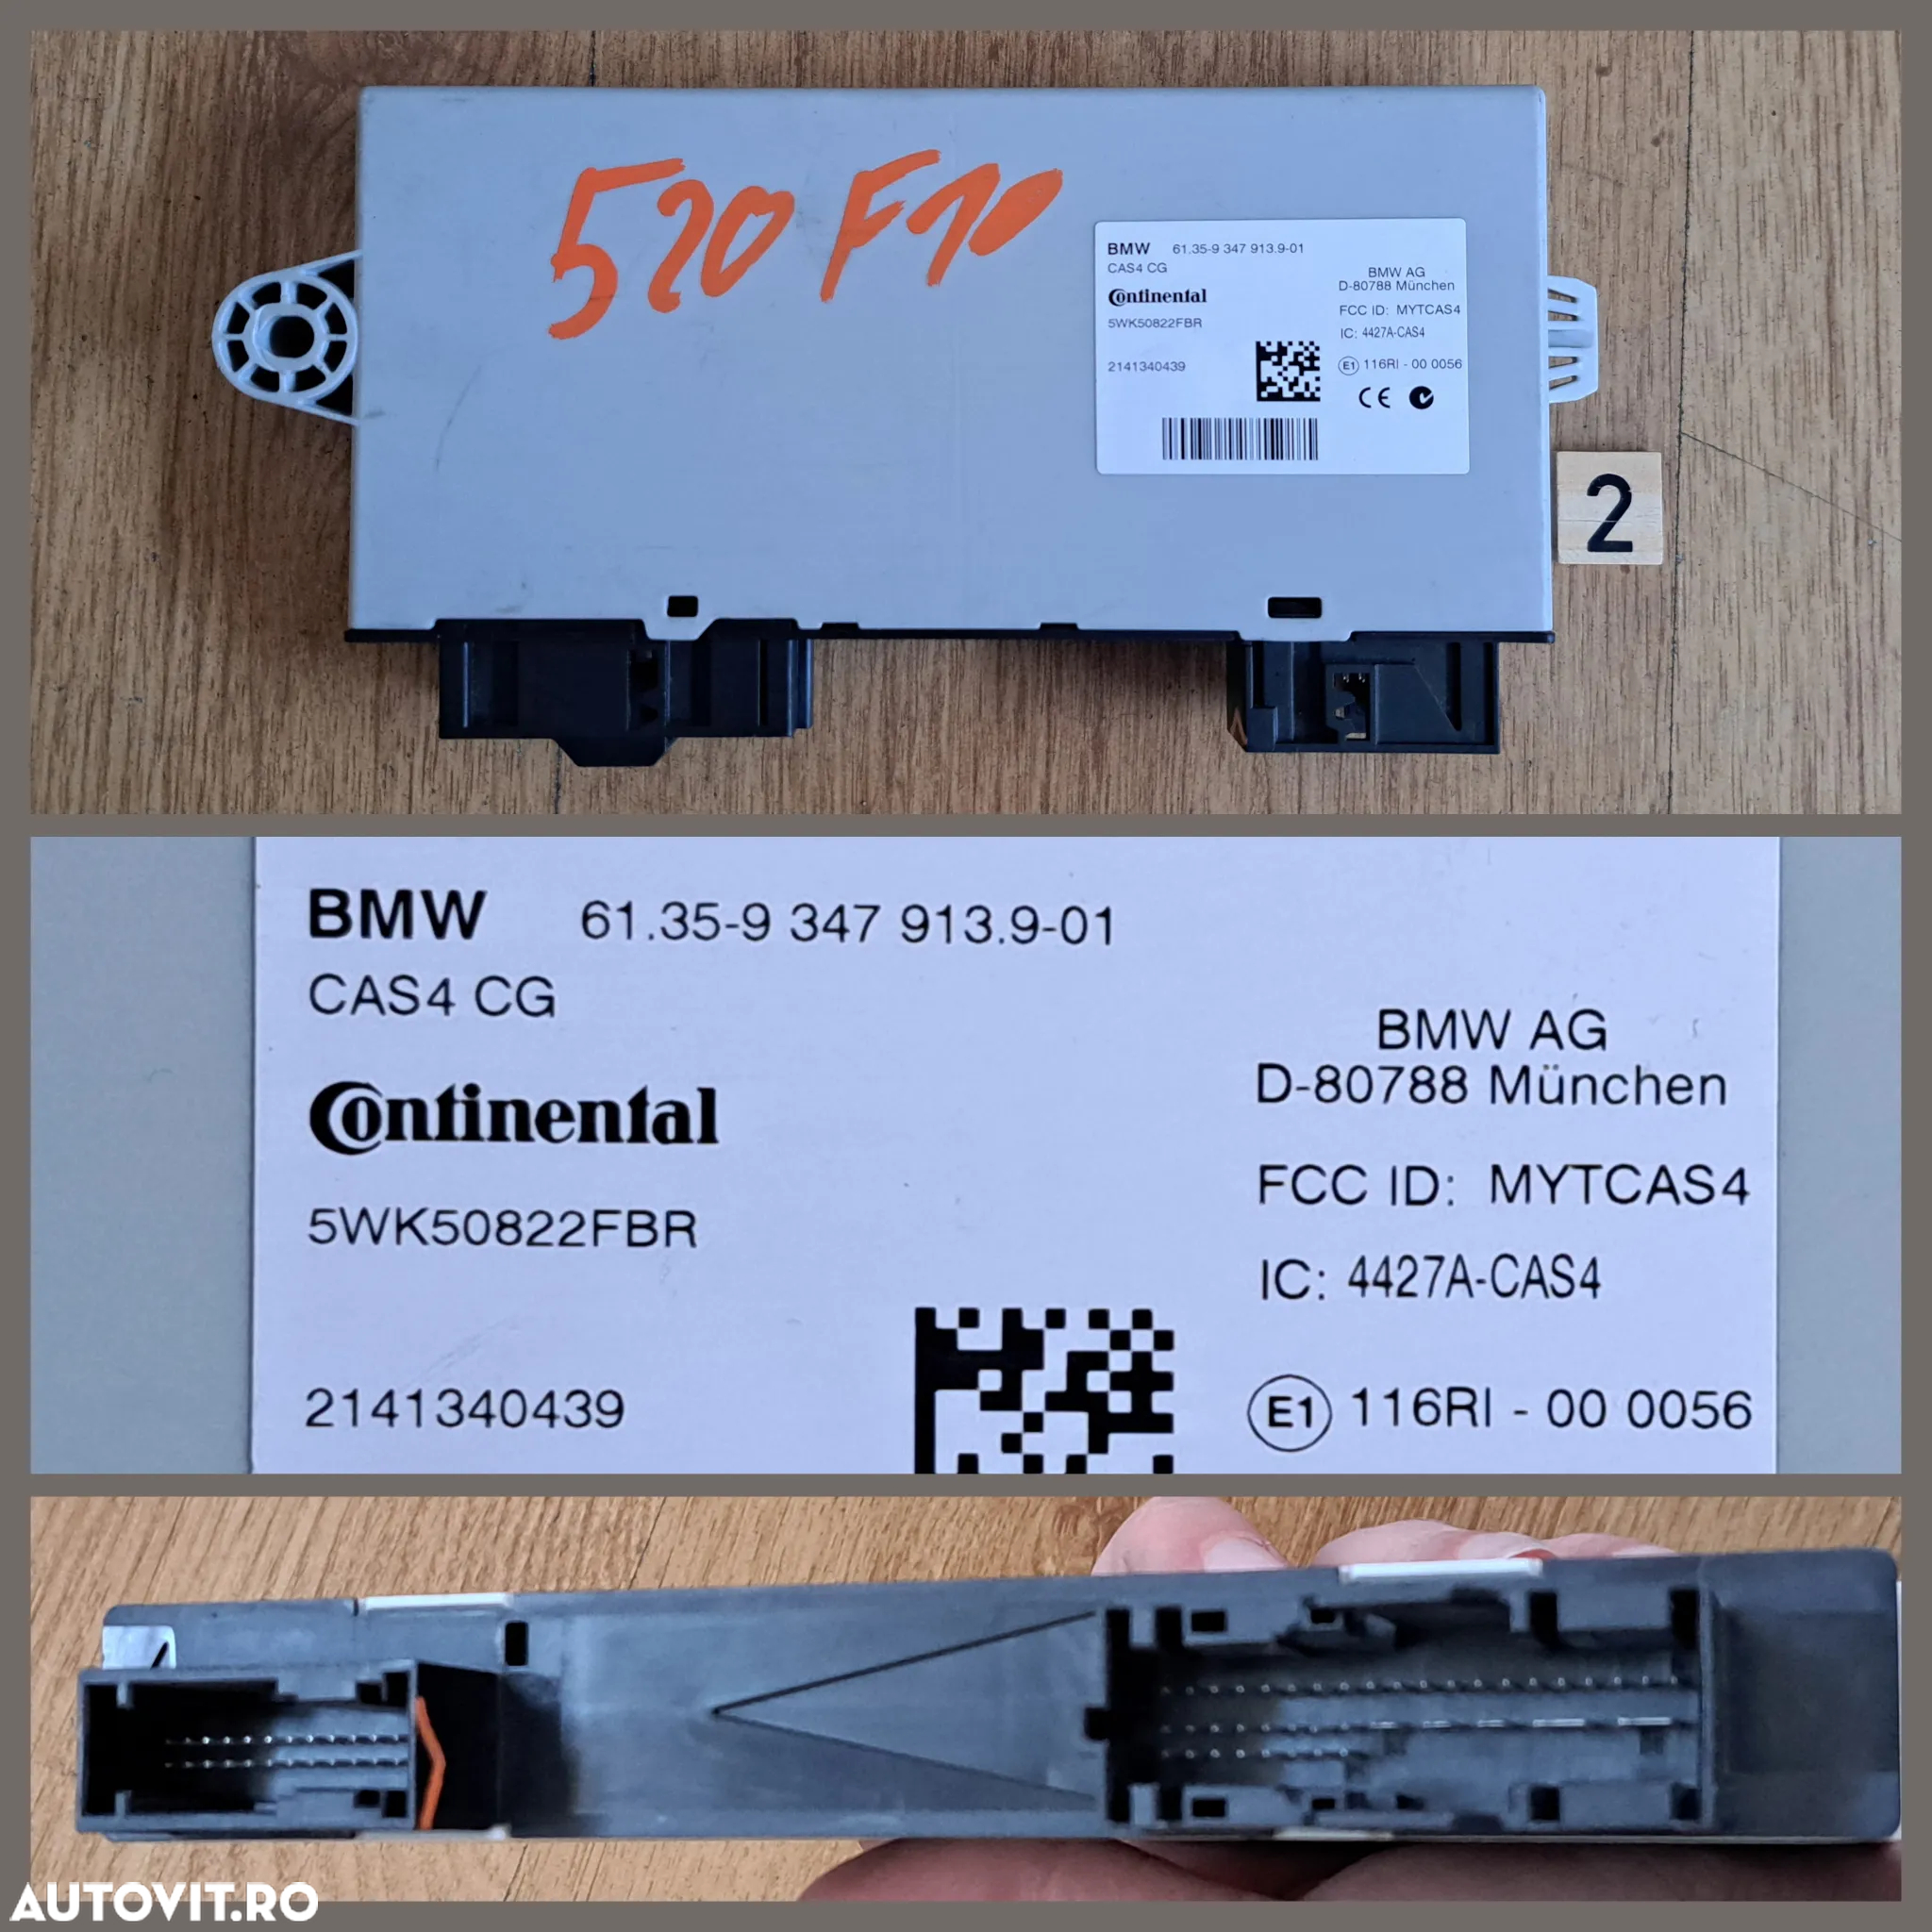 520 F10
BMW 61.35-9 347 913.9-01
CAS4 CG
Continental
5WK50822FBR
2141340439
BMW AG
D-80788 München
FCC ID: MYTCAS4
IC: 4427A-CAS4
E1 116RI - 00 0056
CE
2
BMW 61.35-9 347 913.9-01
CAS4 CG
Continental
5WK50822FBR
2141340439
BMW AG
D-80788 München
FCC ID: MYTCAS4
IC: 4427A-CAS4
E1 116RI - 00 0056
AUTOVIT.RO